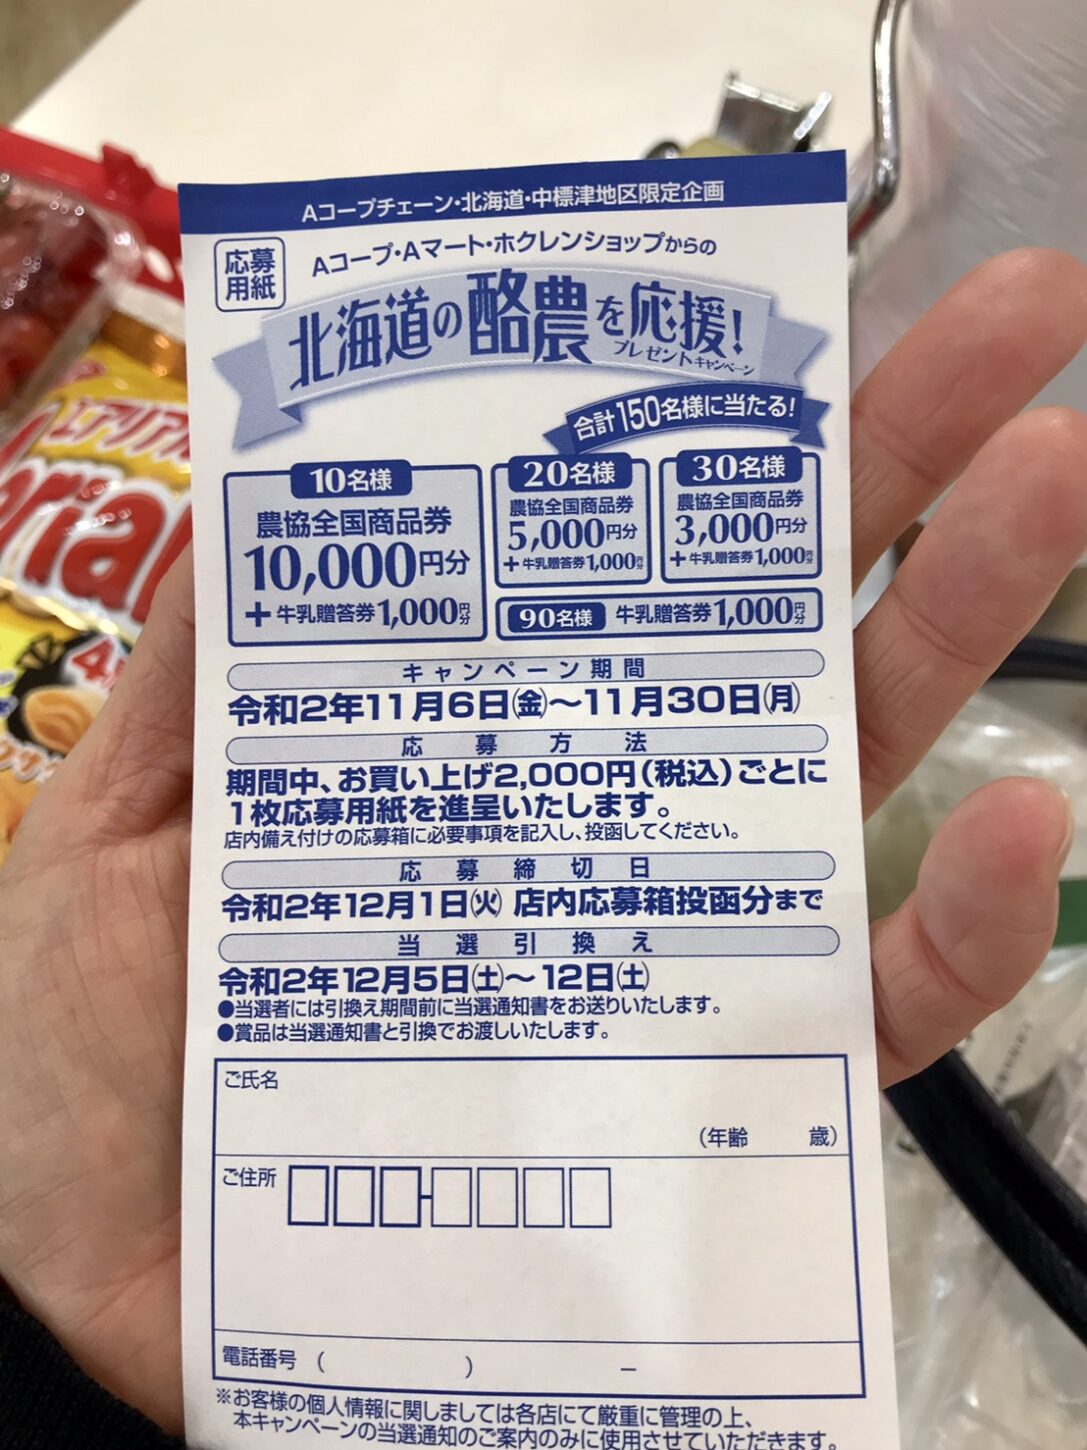 Aコープチェーン・北海道・中標津地区限定企画
応募
用紙
Aコープ・Aマート・ホクレンショップからの
北海道の酪農を応援!
プレゼントキャンペーン
合計150名様に当たる!
10名様
農協全国商品券
10,000円分
+牛乳贈答券1,000円分
20名様
農協全国商品券
5,000円分
+牛乳贈答券1,000円分
30名様
農協全国商品券
3,000円分
+牛乳贈答券1,000円分
90名様 牛乳贈答券1,000円分
キャンペーン期間
令和2年11月6日(金)〜11月30日(月)
応募方法
期間中、お買い上げ2,000円(税込)ごとに
1枚応募用紙を進呈いたします。
店内備え付けの応募箱に必要事項を記入し、投函してください。
応募締切日
令和2年12月1日(火) 店内応募箱投函分まで
当選引換え
令和2年12月5日(土)〜12日(土)
●当選者には引換え期間前に当選通知書をお送りいたします。
●賞品は当選通知書と引換でお渡しいたします。
ご氏名
(年齢 歳)
ご住所
電話番号 ( ) −
※お客様の個人情報に関しましては各店にて厳重に管理の上、
本キャンペーンの当選通知のご案内のみに使用させていただきます。
エアリアル